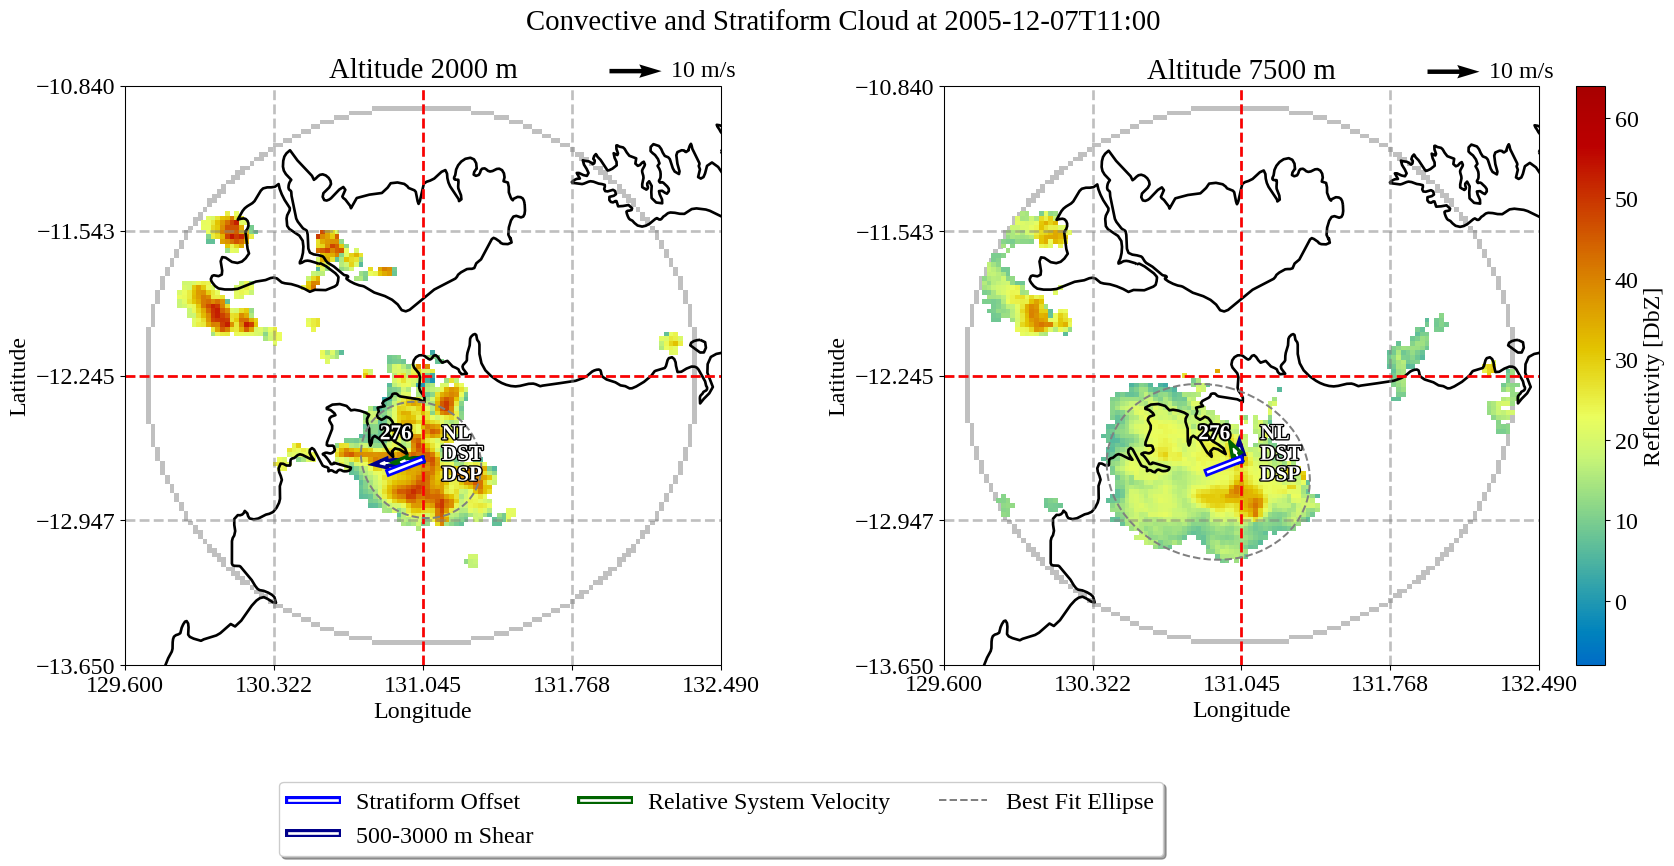 Convective and Stratiform Cloud at 2005-12-07T11:00
Altitude 2000 m
10 m/s
−10.840
−11.543
−12.245
−12.947
−13.650
Latitude
129.600
130.322
131.045
131.768
132.490
Longitude
276
NL
DST
DSP
Altitude 7500 m
10 m/s
−10.840
−11.543
−12.245
−12.947
−13.650
Latitude
129.600
130.322
131.045
131.768
132.490
Longitude
276
NL
DST
DSP
60
50
40
30
20
10
0
Reflectivity [DbZ]
Stratiform Offset
500-3000 m Shear
Relative System Velocity
Best Fit Ellipse